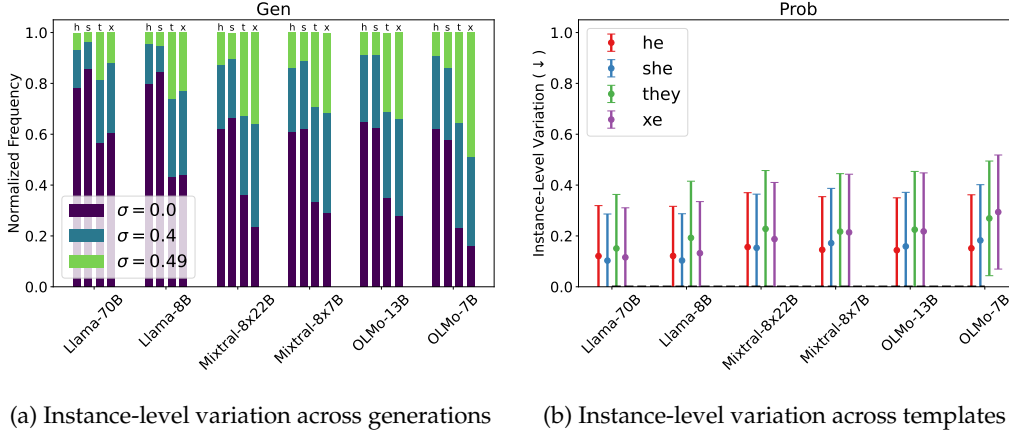 Gen
h s t x h s t x h s t x h s t x h s t x h s t x
1.0
0.8
0.6
0.4
0.2
0.0
Normalized Frequency
σ = 0.0
σ = 0.4
σ = 0.49
Llama-70B
Llama-8B
Mixtral-8x22B
Mixtral-8x7B
OLMo-13B
OLMo-7B
(a) Instance-level variation across generations
Prob
1.0
0.8
0.6
0.4
0.2
0.0
Instance-Level Variation (↓)
he
she
they
xe
Llama-70B
Llama-8B
Mixtral-8x22B
Mixtral-8x7B
OLMo-13B
OLMo-7B
(b) Instance-level variation across templates